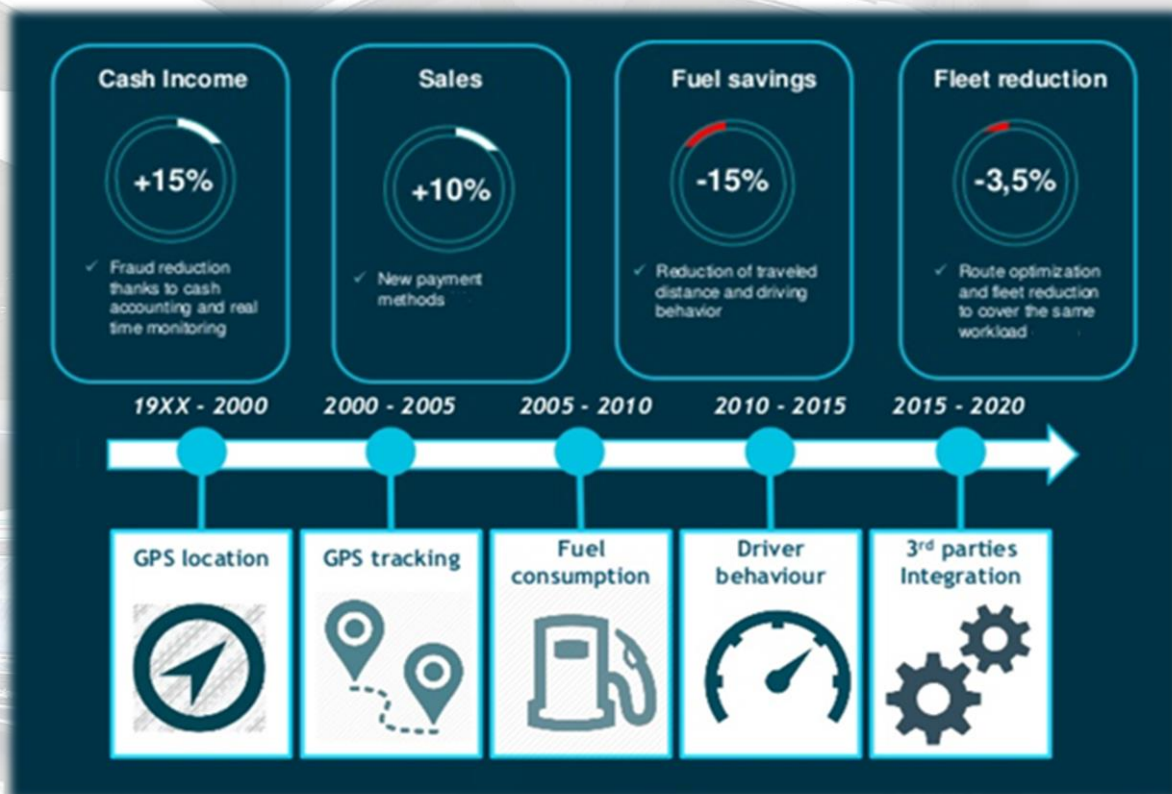 Cash Income
+15%
✓ Fraud reduction
thanks to cash
accounting and real
time monitoring
Sales
+10%
✓ New payment
methods
Fuel savings
-15%
✓ Reduction of traveled
distance and driving
behavior
Fleet reduction
-3,5%
✓ Route optimization
and fleet reduction
to cover the same
workload
19XX - 2000
2000 - 2005
2005 - 2010
2010 - 2015
2015 - 2020
GPS location
GPS tracking
Fuel
consumption
Driver
behaviour
3rd parties
Integration